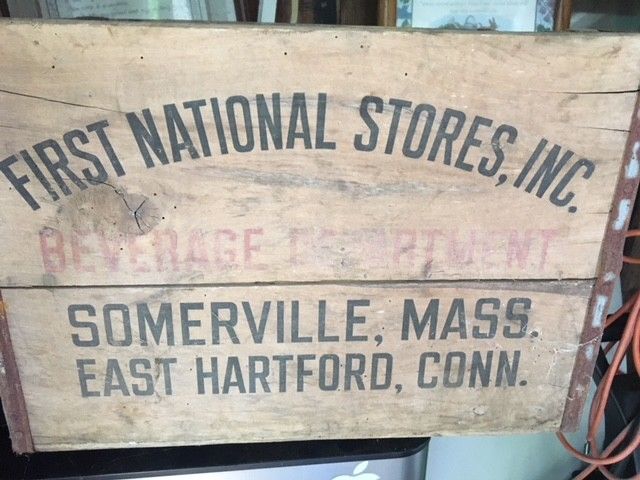 FIRST NATIONAL STORES, INC.
BEVERAGE DEPARTMENT
SOMERVILLE, MASS.
EAST HARTFORD, CONN.